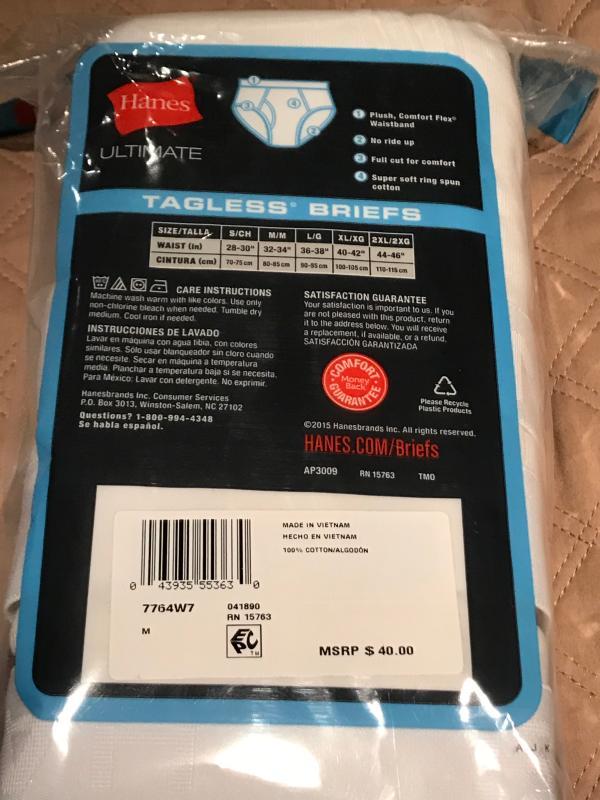 Hanes
ULTIMATE
1
3
4
2
1 Plush, Comfort Flex®
Waistband
2 No ride up
3 Full cut for comfort
4 Super soft ring spun
cotton
TAGLESS® BRIEFS
SIZE/TALLA S/CH M/M L/G XL/XG 2XL/2XG
WAIST (in) 28-30" 32-34" 36-38" 40-42" 44-46"
CINTURA (cm) 70-75 cm 80-85 cm 90-95 cm 100-105 cm 110-115 cm
CARE INSTRUCTIONS
Machine wash warm with like colors. Use only
non-chlorine bleach when needed. Tumble dry
medium. Cool iron if needed.
INSTRUCCIONES DE LAVADO
Lavar en máquina con agua tibia, con colores
similares. Sólo usar blanqueador sin cloro cuando
se necesite. Secar en máquina a temperatura
media. Planchar a temperatura baja si se necesita.
Para México: Lavar con detergente. No exprimir.
Hanesbrands Inc. Consumer Services
P.O. Box 3013, Winston-Salem, NC 27102
Questions? 1-800-994-4348
Se habla español.
SATISFACTION GUARANTEE
Your satisfaction is important to us. If you
are not pleased with this product, return
it to the address below. You will receive
a replacement, if available, or a refund.
SATISFACCIÓN GARANTIZADA
COMFORT
Money
Back
GUARANTEE
Please Recycle
Plastic Products
©2015 Hanesbrands Inc. All rights reserved.
HANES.COM/Briefs
AP3009 RN 15763 TMO
MADE IN VIETNAM
HECHO EN VIETNAM
100% COTTON/ALGODÓN
0 43935 55363 0
7764W7 041890
RN 15763
M
EPC TM
MSRP $ 40.00
A J K